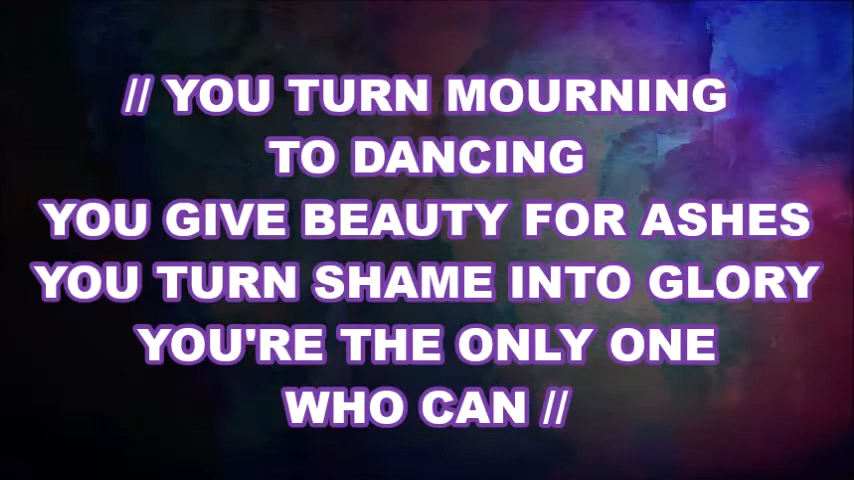 // YOU TURN MOURNING
TO DANCING
YOU GIVE BEAUTY FOR ASHES
YOU TURN SHAME INTO GLORY
YOU'RE THE ONLY ONE
WHO CAN //